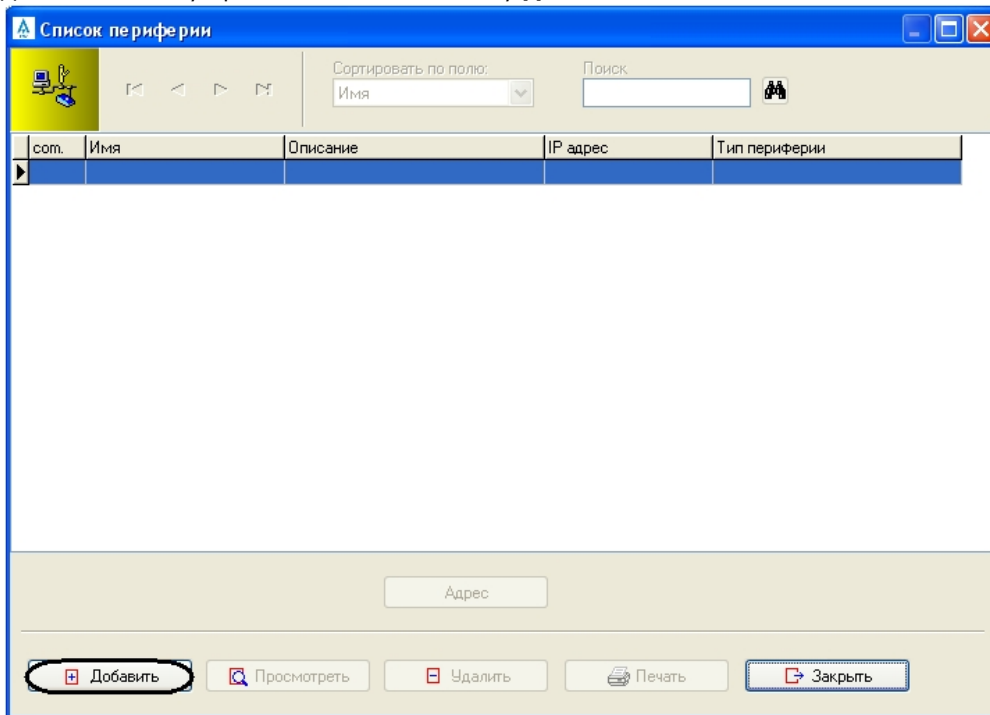 Список периферии
Сортировать по полю: Поиск
Имя
com. Имя Описание IP адрес Тип периферии
Адрес
Добавить Просмотреть Удалить Печать Закрыть